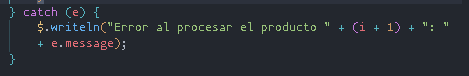 } catch (e) {
$.writeln("Error al procesar el producto " + (i + 1) + ": "
+ e.message);
}